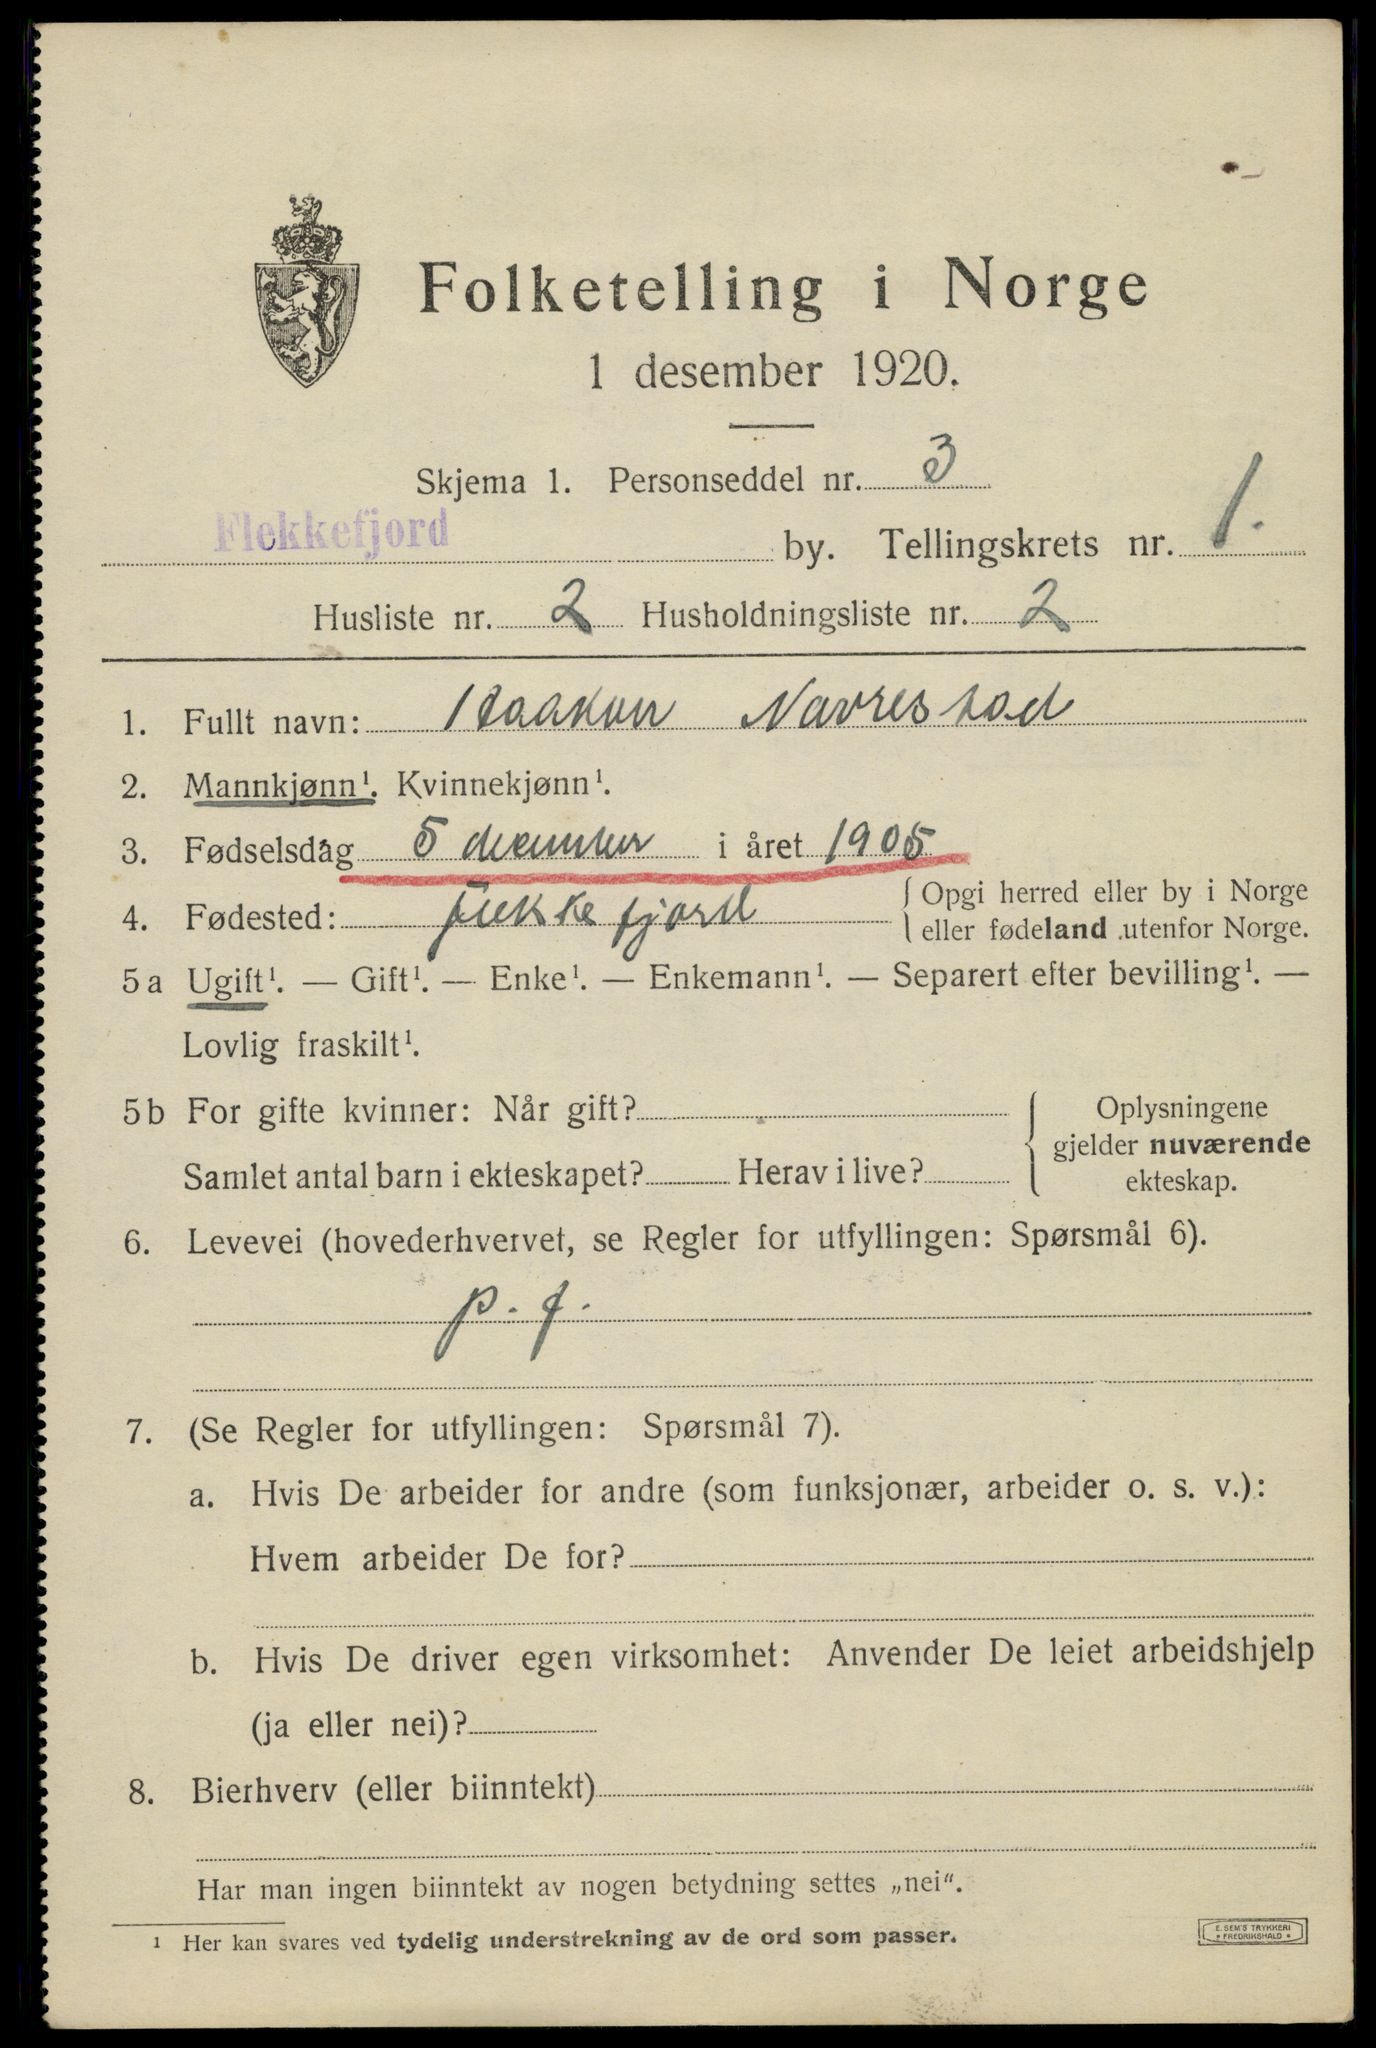 Folketelling i Norge
1 desember 1920.
Skjema 1. Personseddel nr. 3
Flekkefjord by. Tellingskrets nr. 1.
Husliste nr. 2 Husholdningsliste nr. 2
1. Fullt navn: Haakon Navrestad
2. Mannkjønn¹. Kvinnekjønn¹.
3. Fødselsdag 5 december i året 1905
4. Fødested: Flekkefjord { Opgi herred eller by i Norge
eller fødeland utenfor Norge.
5a Ugift¹. — Gift¹. — Enke¹. — Enkemann¹. — Separert efter bevilling¹. —
Lovlig fraskilt¹.
5b For gifte kvinner: Når gift? { Oplysningene
gjelder nuværende
Samlet antal barn i ekteskapet? Herav i live? ekteskap.
6. Levevei (hovederhvervet, se Regler for utfyllingen: Spørsmål 6).
p. f.
7. (Se Regler for utfyllingen: Spørsmål 7).
a. Hvis De arbeider for andre (som funksjonær, arbeider o. s. v.):
Hvem arbeider De for?
b. Hvis De driver egen virksomhet: Anvender De leiet arbeidshjelp
(ja eller nei)?
8. Bierhverv (eller biinntekt)
Har man ingen biinntekt av nogen betydning settes „nei“.
¹ Her kan svares ved tydelig understrekning av de ord som passer.
E. SEM'S TRYKKERI
• FREDRIKSHALD •